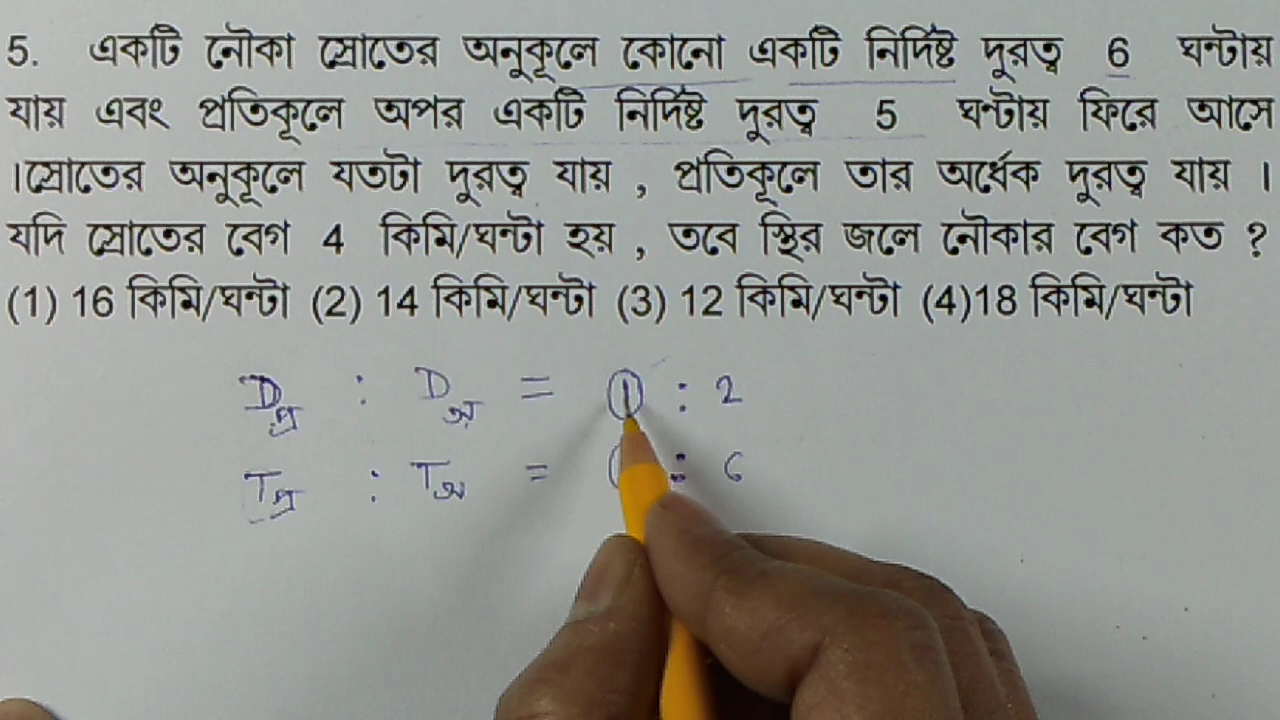 5. একটি নৌকা স্রোতের অনুকূলে কোনো একটি নির্দিষ্ট দুরত্ব 6 ঘন্টায়
যায় এবং প্রতিকূলে অপর একটি নির্দিষ্ট দুরত্ব 5 ঘন্টায় ফিরে আসে
।স্রোতের অনুকূলে যতটা দুরত্ব যায় , প্রতিকূলে তার অর্ধেক দুরত্ব যায় ।
যদি স্রোতের বেগ 4 কিমি/ঘন্টা হয় , তবে স্থির জলে নৌকার বেগ কত ?
(1) 16 কিমি/ঘন্টা (2) 14 কিমি/ঘন্টা (3) 12 কিমি/ঘন্টা (4)18 কিমি/ঘন্টা
D প্র : D অ = 1 : 2
T প্র : T অ = : 6